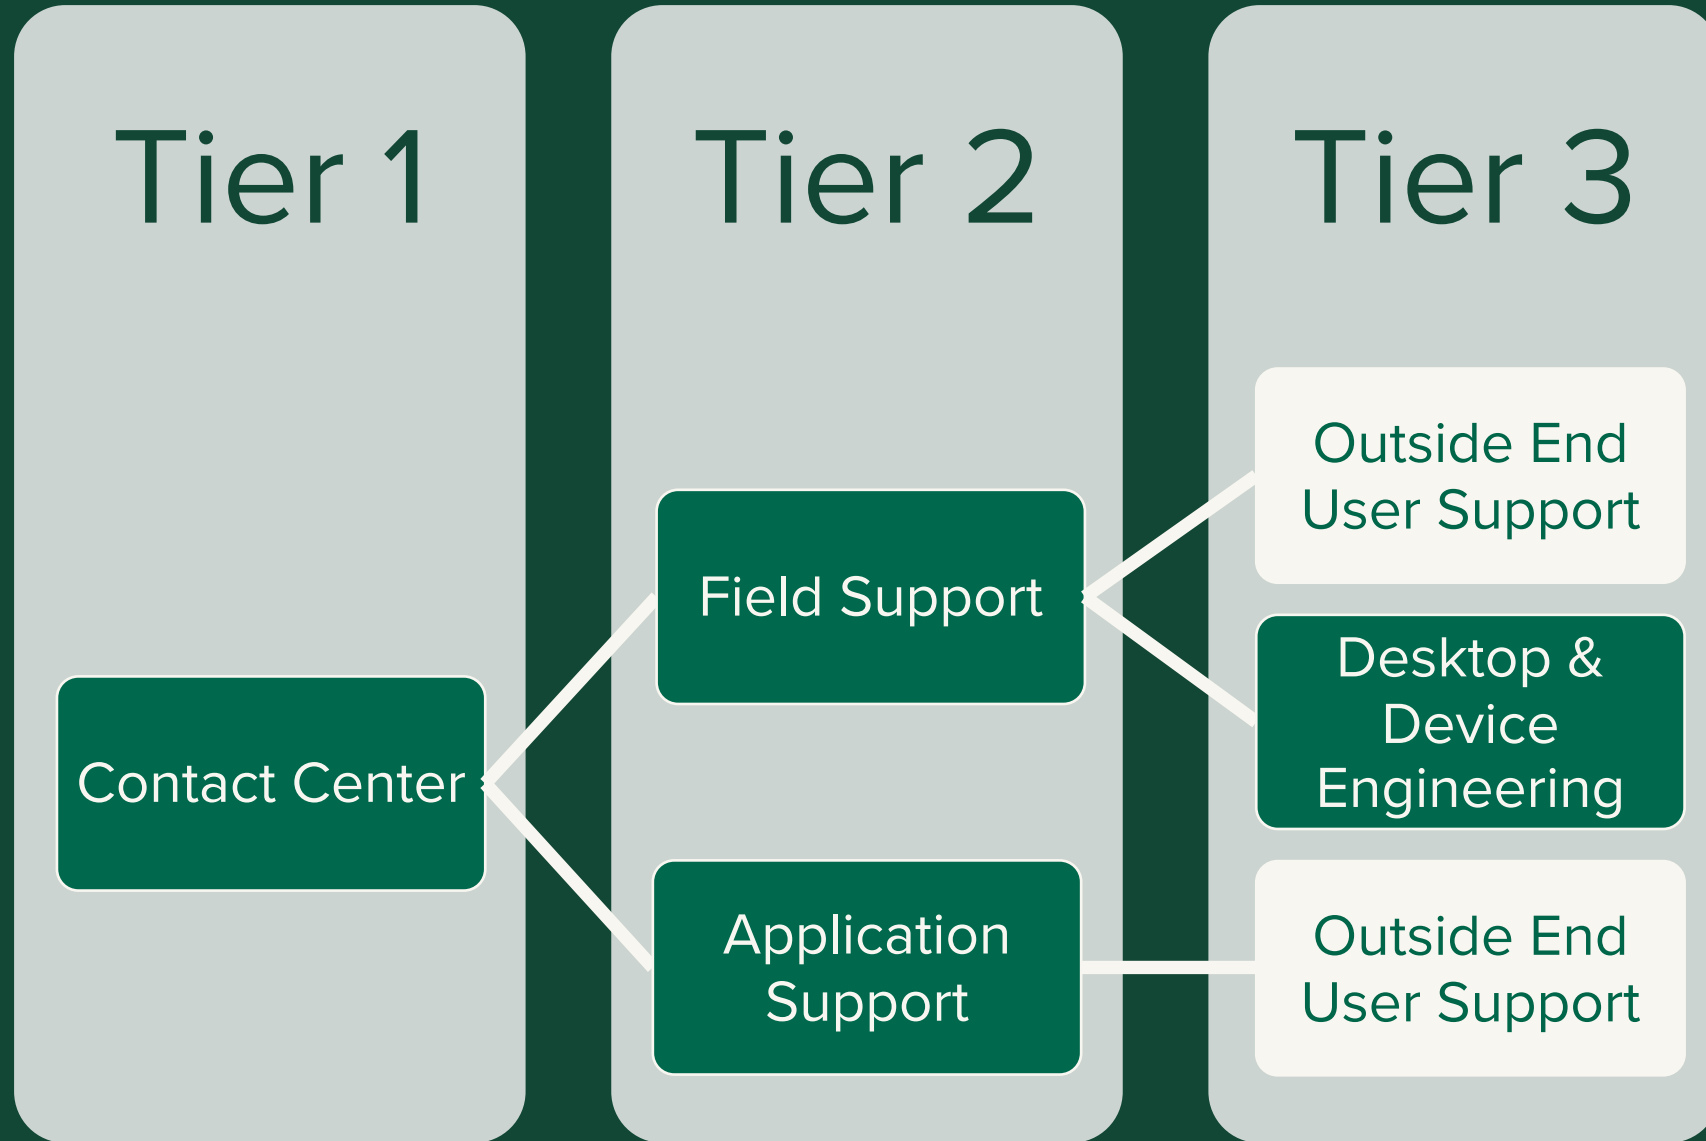 Tier 1
Tier 2
Tier 3
Contact Center
Field Support
Application
Support
Outside End
User Support
Desktop &
Device
Engineering
Outside End
User Support